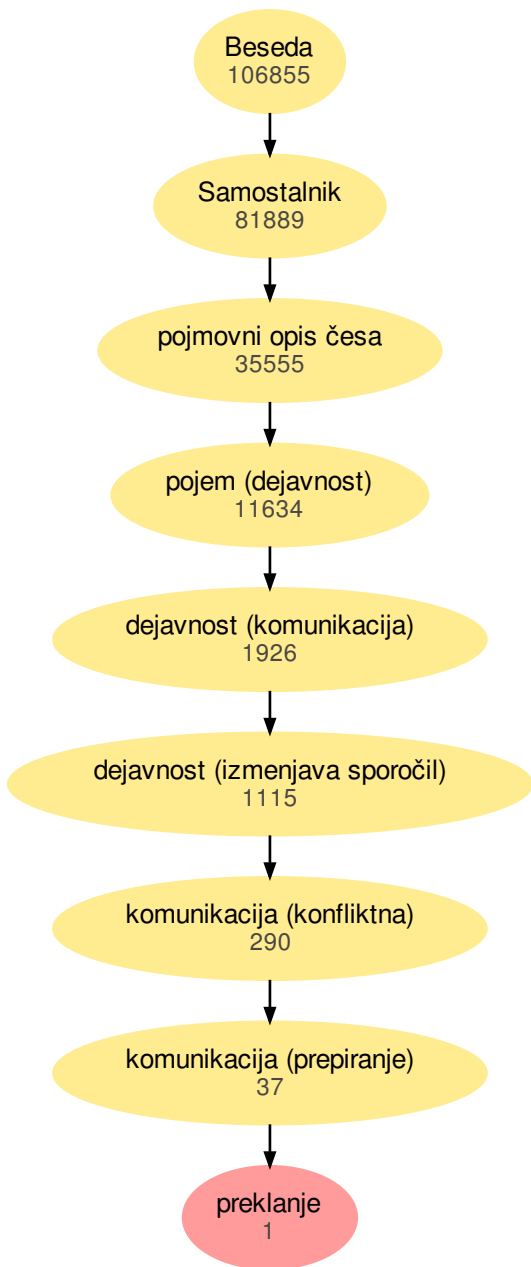 Beseda
106855
Samostalnik
81889
pojmovni opis česa
35555
pojem (dejavnost)
11634
dejavnost (komunikacija)
1926
dejavnost (izmenjava sporočil)
1115
komunikacija (konfliktna)
290
komunikacija (prepiranje)
37
preklanje
1